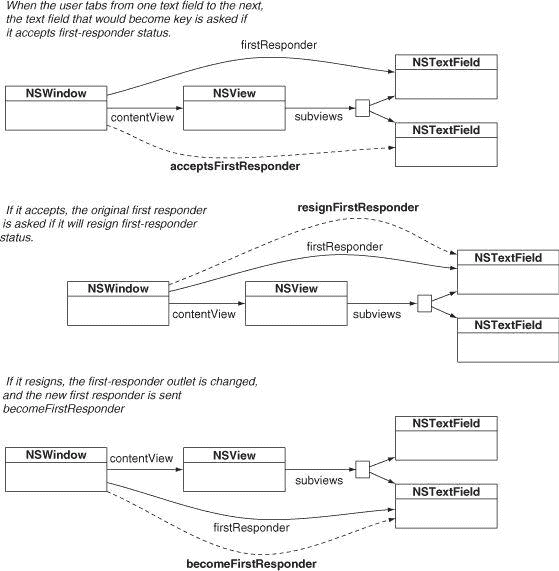 When the user tabs from one text field to the next,
the text field that would become key is asked if
it accepts first-responder status.
firstResponder
NSTextField
NSWindow
NSView
contentView
subviews
NSTextField
acceptsFirstResponder
If it accepts, the original first responder
is asked if it will resign first-responder
status.
resignFirstResponder
firstResponder
NSTextField
NSWindow
NSView
contentView
subviews
NSTextField
If it resigns, the first-responder outlet is changed,
and the new first responder is sent
becomeFirstResponder
NSTextField
NSWindow
contentView
NSView
subviews
NSTextField
firstResponder
becomeFirstResponder